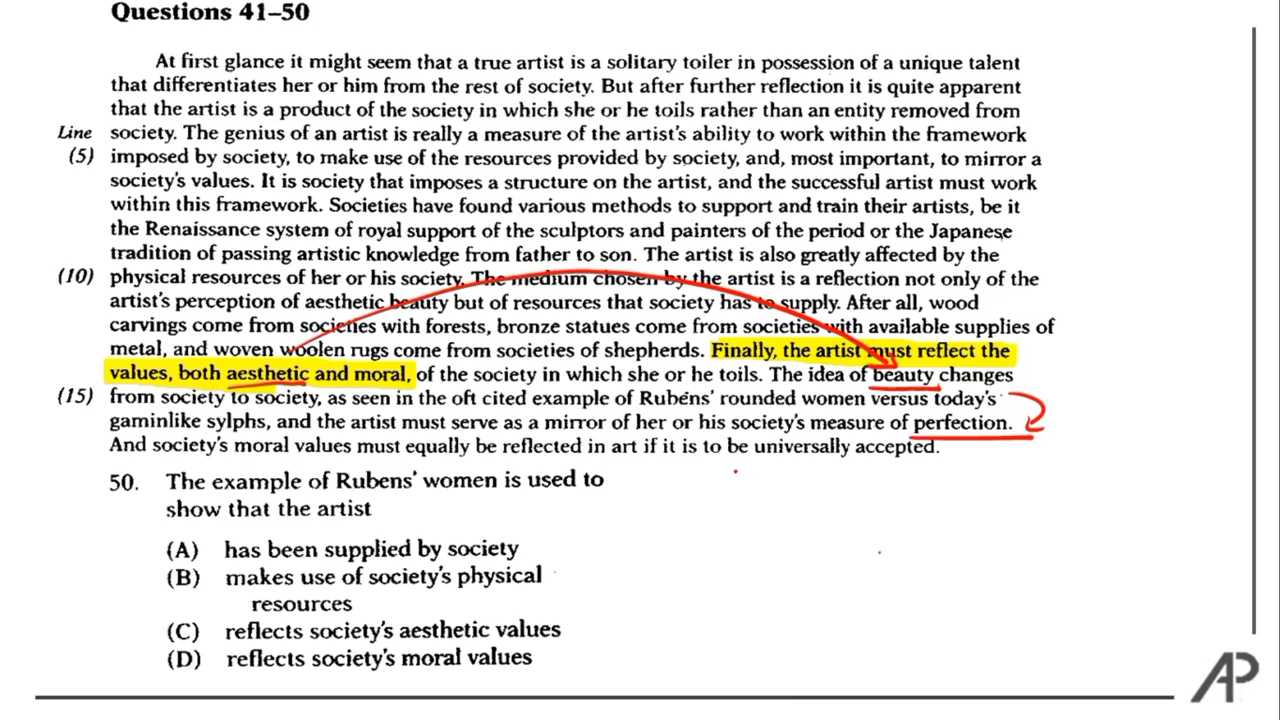 Questions 41–50
At first glance it might seem that a true artist is a solitary toiler in possession of a unique talent
that differentiates her or him from the rest of society. But after further reflection it is quite apparent
that the artist is a product of the society in which she or he toils rather than an entity removed from
Line society. The genius of an artist is really a measure of the artist's ability to work within the framework
(5) imposed by society, to make use of the resources provided by society, and, most important, to mirror a
society's values. It is society that imposes a structure on the artist, and the successful artist must work
within this framework. Societies have found various methods to support and train their artists, be it
the Renaissance system of royal support of the sculptors and painters of the period or the Japanese
tradition of passing artistic knowledge from father to son. The artist is also greatly affected by the
(10) physical resources of her or his society. The medium chosen by the artist is a reflection not only of the
artist's perception of aesthetic beauty but of resources that society has to supply. After all, wood
carvings come from societies with forests, bronze statues come from societies with available supplies of
metal, and woven woolen rugs come from societies of shepherds. Finally, the artist must reflect the
values, both aesthetic and moral, of the society in which she or he toils. The idea of beauty changes
(15) from society to society, as seen in the oft cited example of Rubens' rounded women versus today's
gaminlike sylphs, and the artist must serve as a mirror of her or his society's measure of perfection.
And society's moral values must equally be reflected in art if it is to be universally accepted.
50. The example of Rubens' women is used to
show that the artist
(A) has been supplied by society
(B) makes use of society's physical
resources
(C) reflects society's aesthetic values
(D) reflects society's moral values
AP